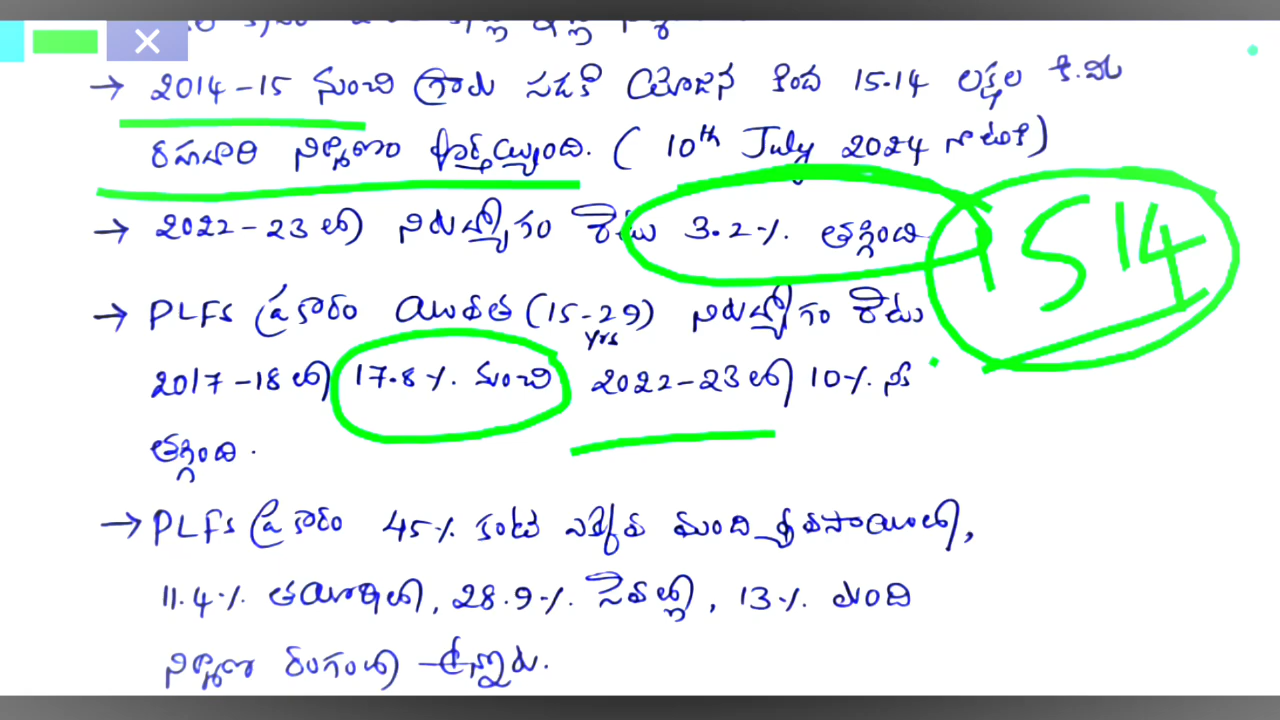 → 2014-15 నుంచి గ్రామ సడక్ యోజన కింద 15.14 లక్షల కి.మీ
రహదారి నిర్మాణం పూర్తయ్యింది. ( 10th July 2024 నాటికి)
→ 2022-23 లో నిరుద్యోగం రేటు 3.2%. తగ్గింది
1514
→ PLFS ప్రకారం యువత (15-29) నిరుద్యోగం రేటు
yrs
2017-18 లో 17.8%. నుంచి 2022-23 లో 10%. కు
తగ్గింది.
→ PLFS ప్రకారం 45%. కంటే ఎక్కువ మంది వ్యవసాయంలో,
11.4%. తయారీలో, 28.9%. సేవల్లో, 13%. మంది
నిర్మాణ రంగంలో ఉన్నారు.